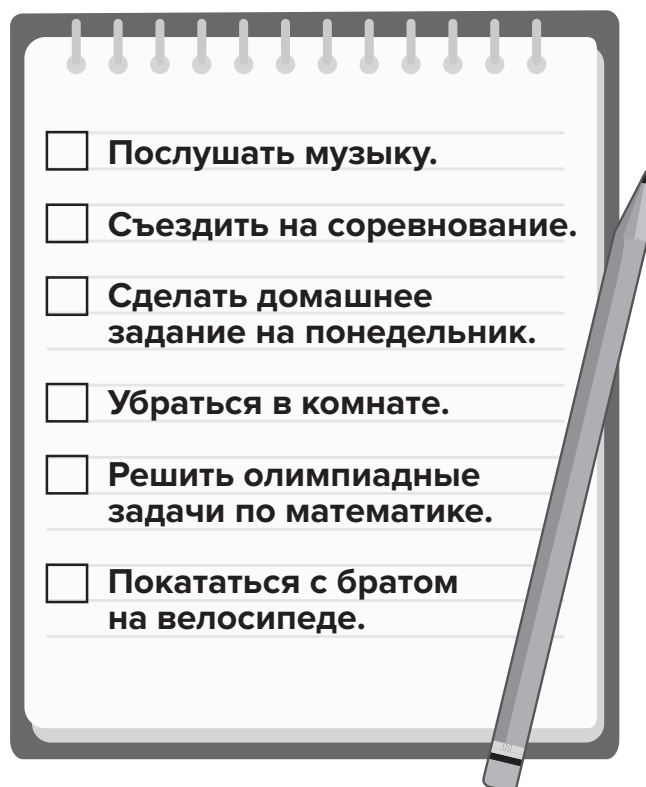 Послушать музыку.
Съездить на соревнование.
Сделать домашнее
задание на понедельник.
Убраться в комнате.
Решить олимпиадные
задачи по математике.
Покататься с братом
на велосипеде.